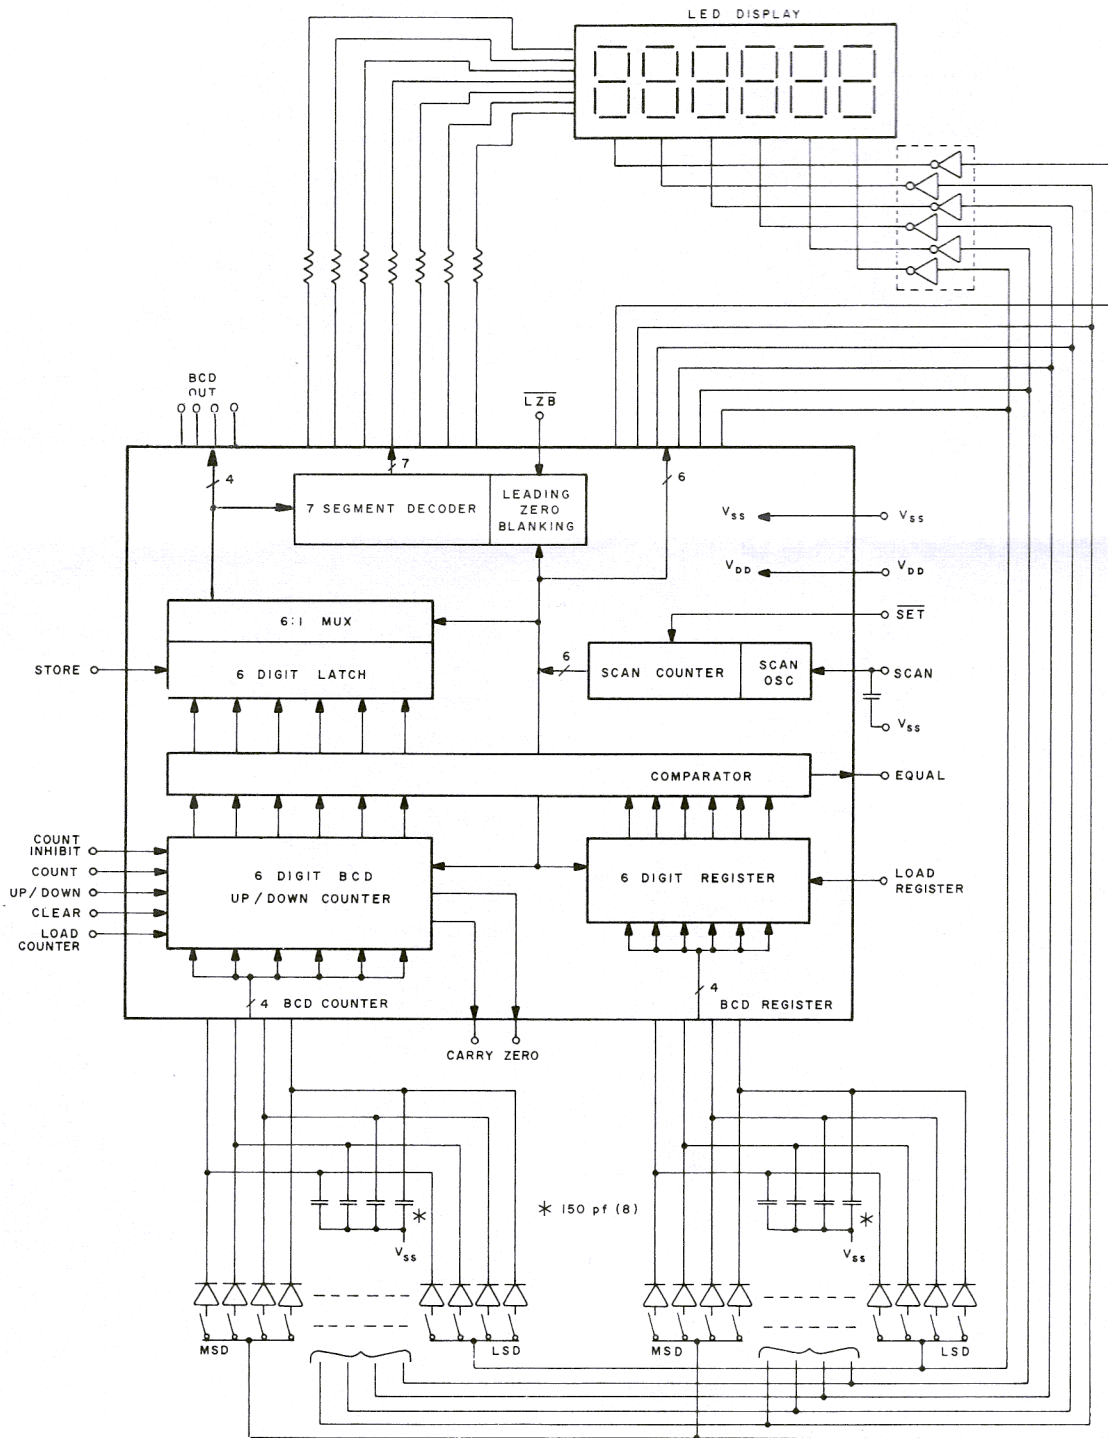 LED DISPLAY
BCD
OUT
LZB
4
7
6
7 SEGMENT DECODER
LEADING
ZERO
BLANKING
VSS
VSS
VDD
VDD
SET
6:1 MUX
STORE
6 DIGIT LATCH
6
SCAN COUNTER
SCAN
OSC
SCAN
VSS
COMPARATOR
EQUAL
COUNT
INHIBIT
COUNT
UP/DOWN
CLEAR
LOAD
COUNTER
6 DIGIT BCD
UP/DOWN COUNTER
6 DIGIT REGISTER
LOAD
REGISTER
4
BCD COUNTER
4
BCD REGISTER
CARRY
ZERO
* 150 pf (8)
*
VSS
*
VSS
MSD
LSD
MSD
LSD